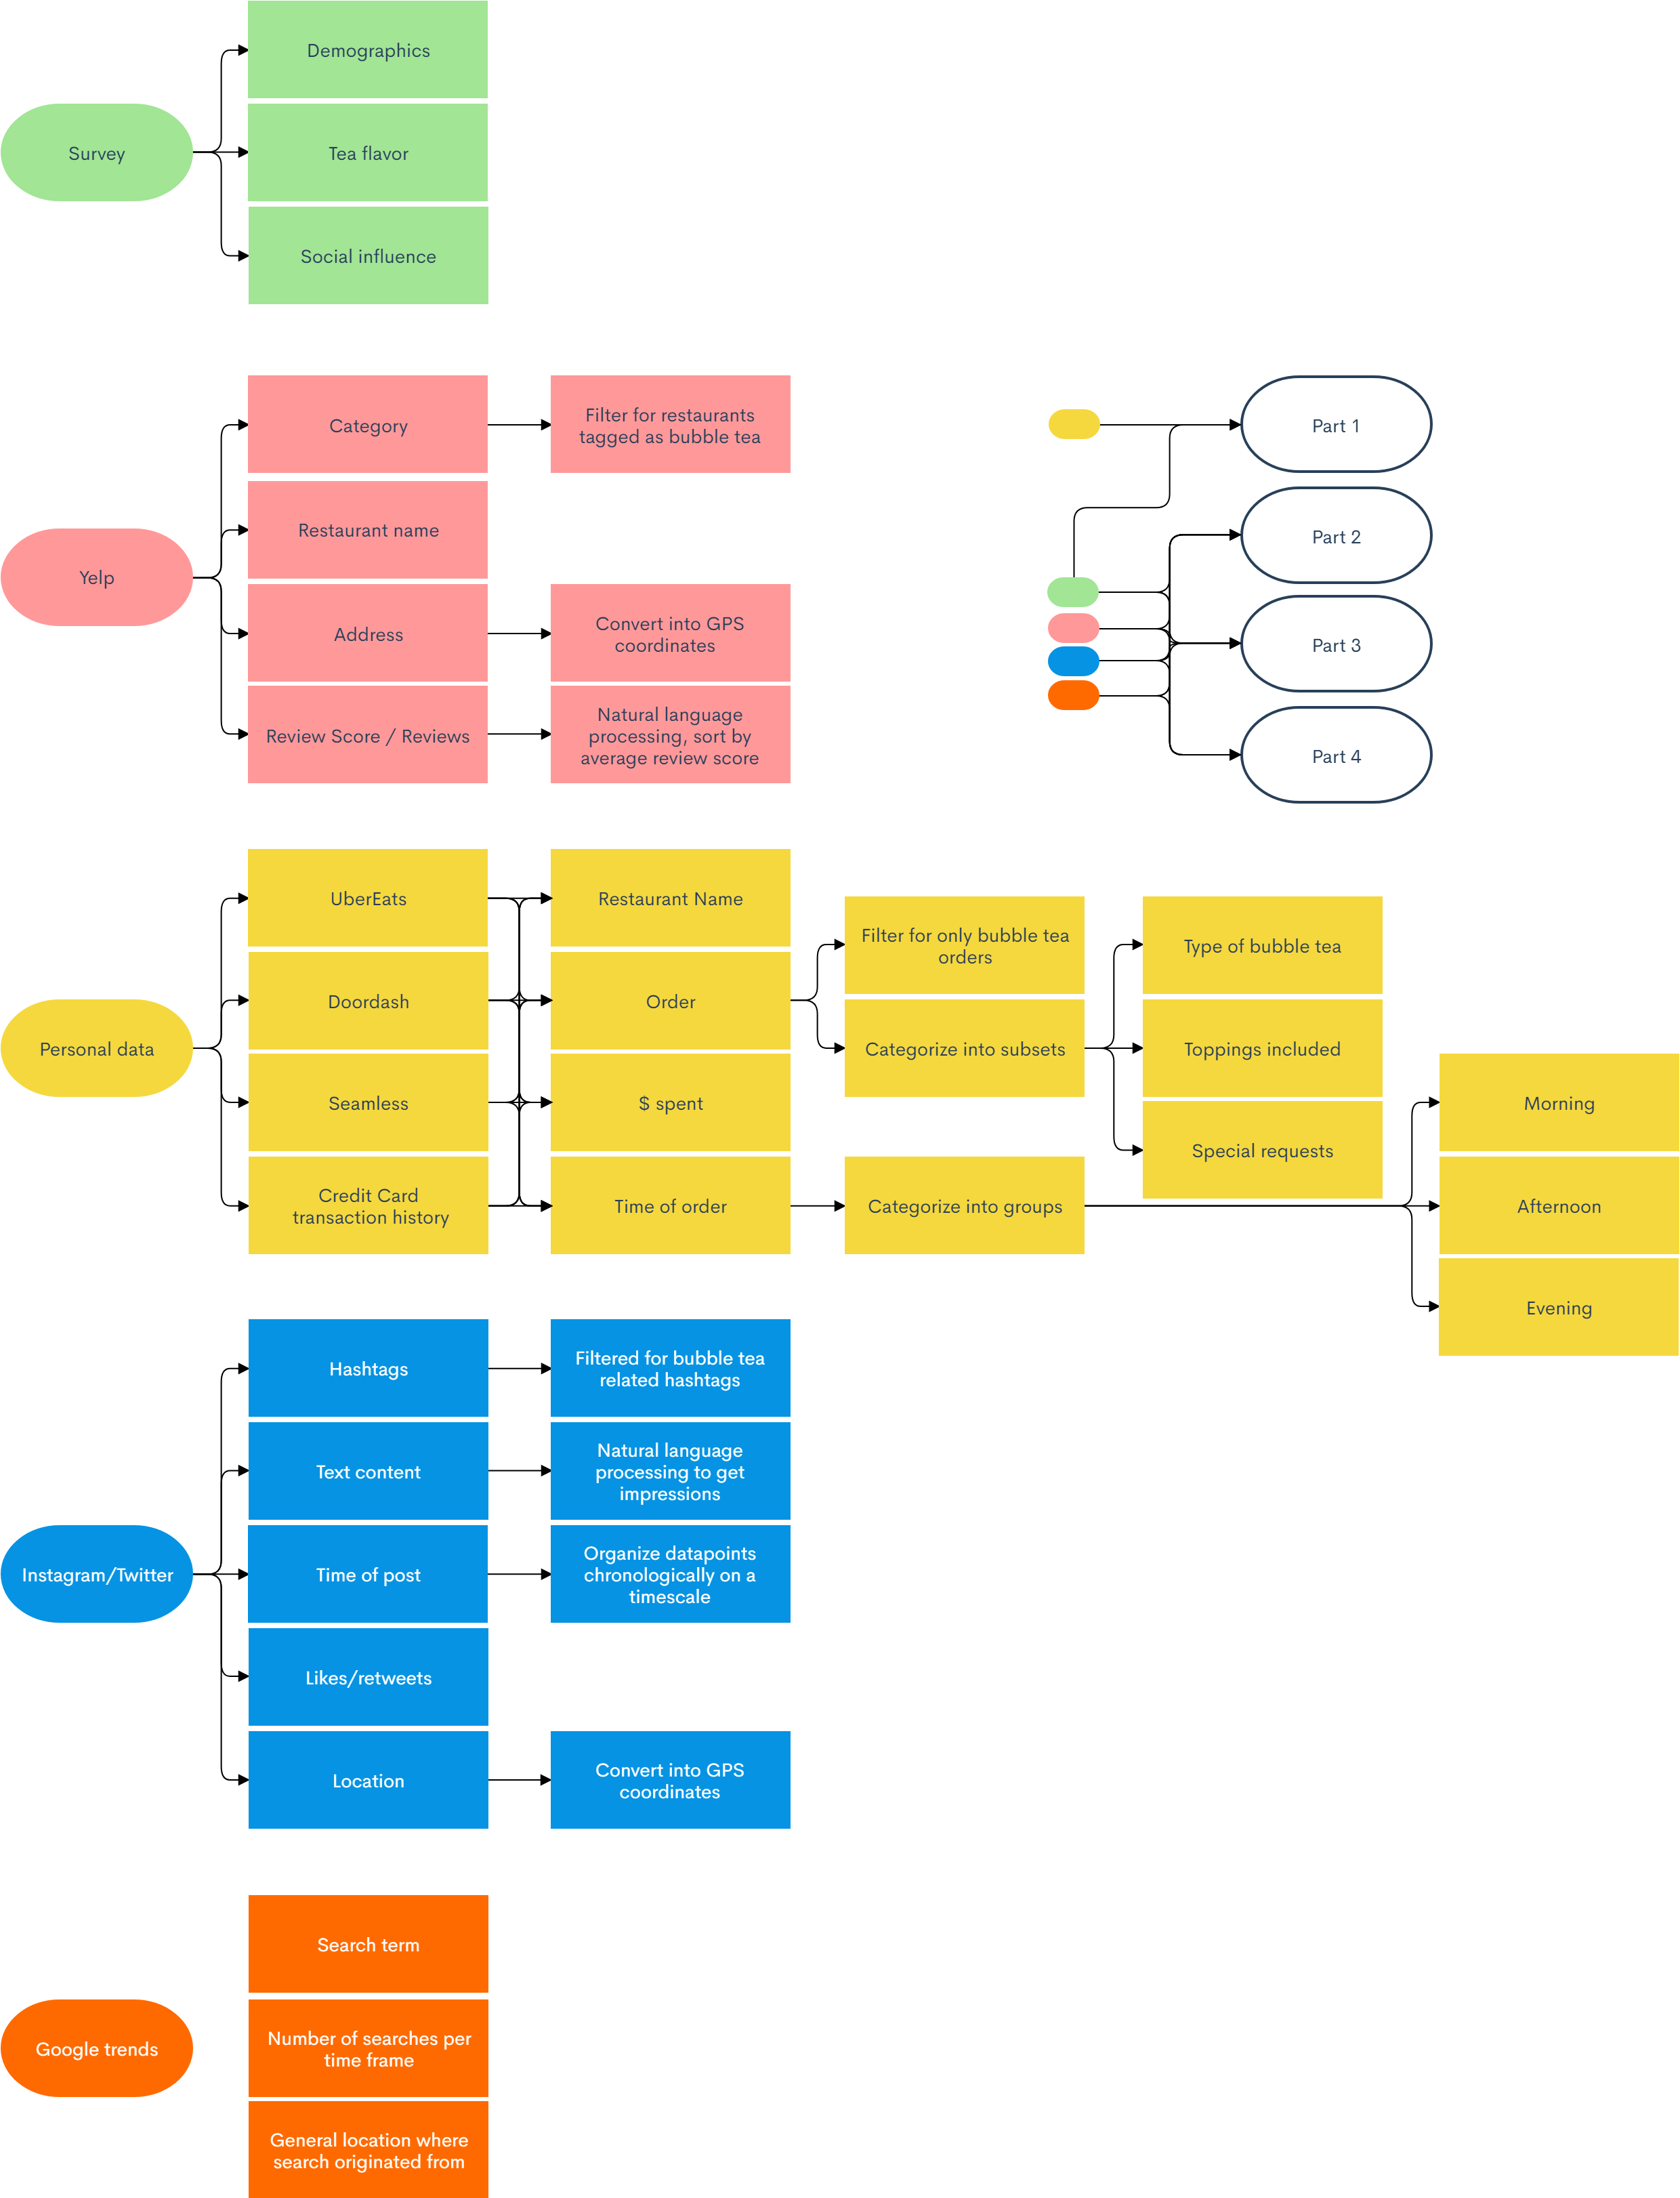 Demographics
Survey
Tea flavor
Social influence
Category
Filter for restaurants
tagged as bubble tea
Restaurant name
Yelp
Address
Convert into GPS
coordinates
Review Score / Reviews
Natural language
processing, sort by
average review score
Part 1
Part 2
Part 3
Part 4
UberEats
Restaurant Name
Filter for only bubble tea
orders
Type of bubble tea
Doordash
Order
Personal data
Categorize into subsets
Toppings included
Seamless
$ spent
Special requests
Morning
Credit Card
transaction history
Time of order
Categorize into groups
Afternoon
Evening
Hashtags
Filtered for bubble tea
related hashtags
Text content
Natural language
processing to get
impressions
Instagram/Twitter
Time of post
Organize datapoints
chronologically on a
timescale
Likes/retweets
Location
Convert into GPS
coordinates
Search term
Google trends
Number of searches per
time frame
General location where
search originated from